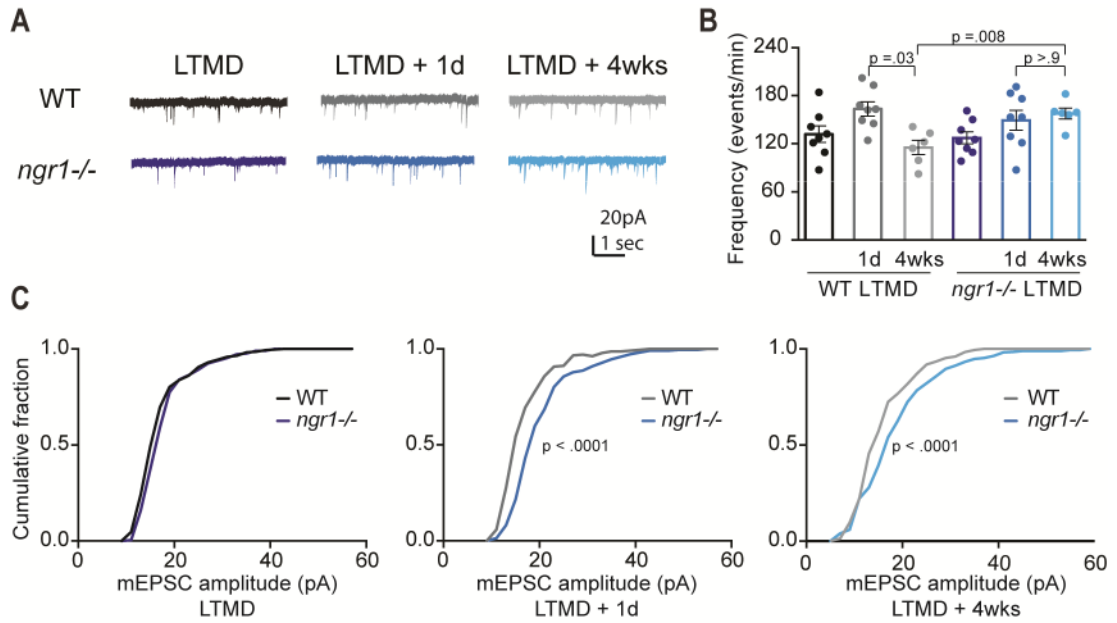 A
LTMD LTMD + 1d LTMD + 4wks
WT
ngr1-/-
20pA
1 sec
B
Frequency (events/min)
240
180
120
60
0
p =.008
p =.03
p >.9
1d 4wks 1d 4wks
WT LTMD ngr1-/- LTMD
C
Cumulative fraction
1.0
0.5
0
WT
ngr1-/-
0 20 40 60
mEPSC amplitude (pA)
LTMD
1.0
0.5
0
WT
ngr1-/-
p < .0001
0 20 40 60
mEPSC amplitude (pA)
LTMD + 1d
1.0
0.5
0
WT
ngr1-/-
p < .0001
0 20 40 60
mEPSC amplitude (pA)
LTMD + 4wks